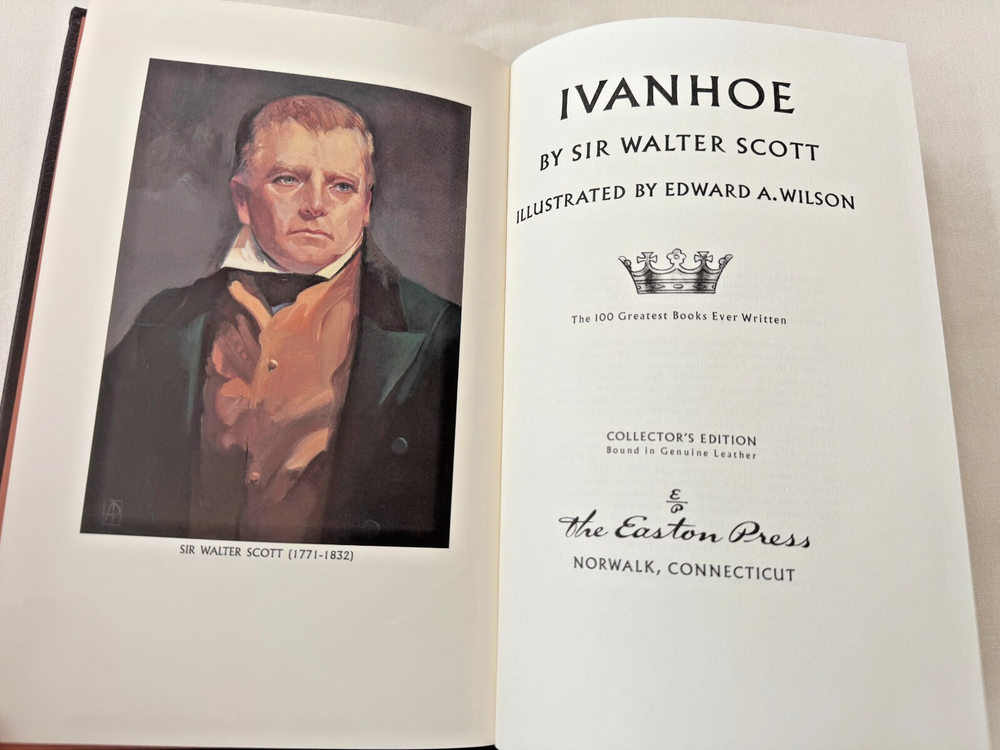 SIR WALTER SCOTT (1771-1832)
IVANHOE
BY SIR WALTER SCOTT
ILLUSTRATED BY EDWARD A. WILSON
The 100 Greatest Books Ever Written
COLLECTOR'S EDITION
Bound in Genuine Leather
E
P
the Easton Press
NORWALK, CONNECTICUT